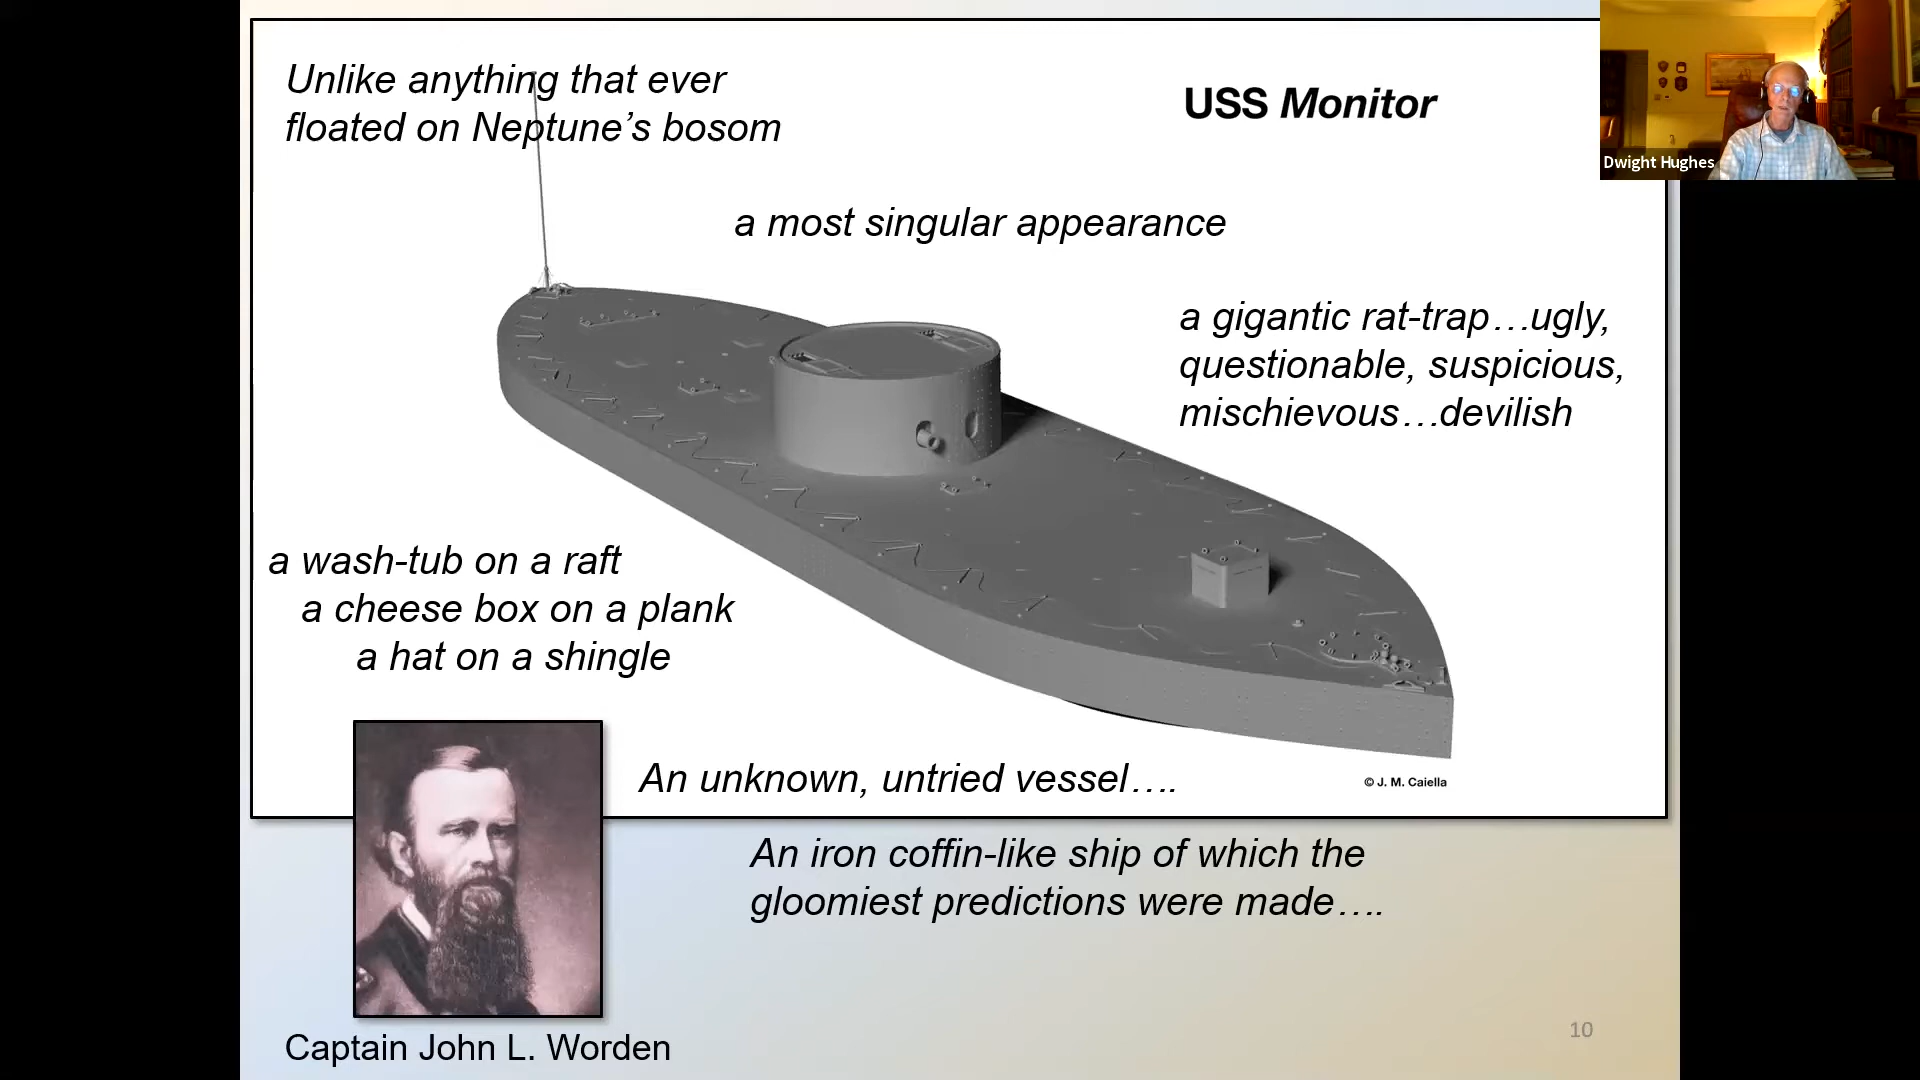 Unlike anything that ever
floated on Neptune's bosom
USS Monitor
Dwight Hughes
a most singular appearance
a gigantic rat-trap…ugly,
questionable, suspicious,
mischievous…devilish
a wash-tub on a raft
a cheese box on a plank
a hat on a shingle
An unknown, untried vessel….
© J. M. Caiella
An iron coffin-like ship of which the
gloomiest predictions were made….
Captain John L. Worden
10